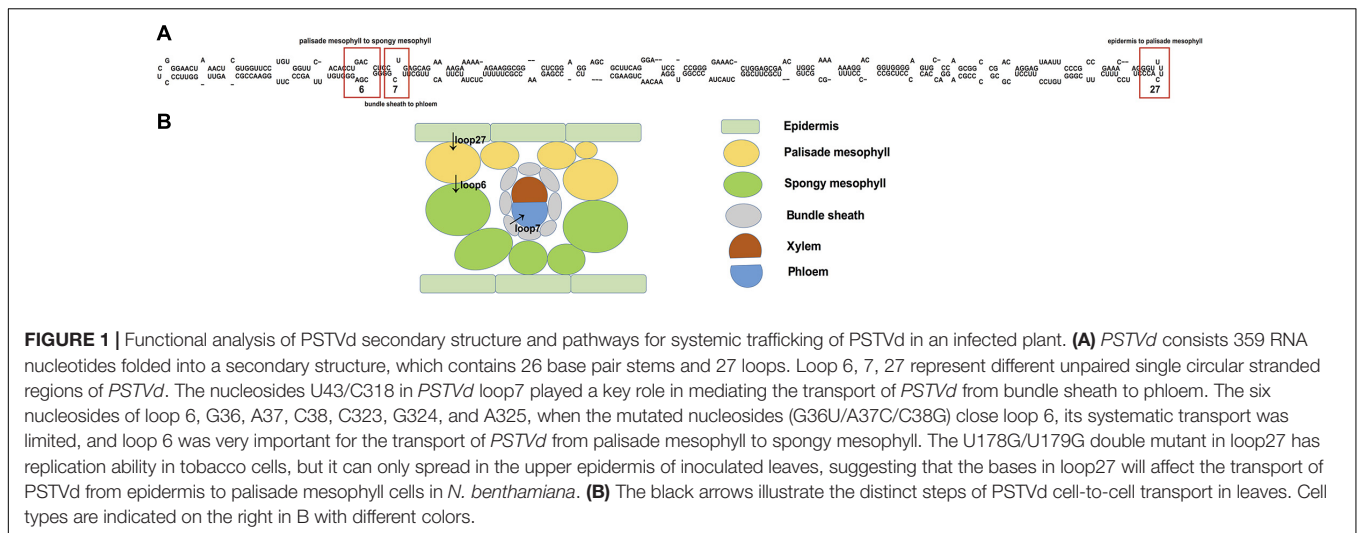 A
palisade mesophyll to spongy mesophyll
epidermis to palisade mesophyll
6
7
27
bundle sheath to phloem
B
loop27
loop6
loop7
Epidermis
Palisade mesophyll
Spongy mesophyll
Bundle sheath
Xylem
Phloem
FIGURE 1 | Functional analysis of PSTVd secondary structure and pathways for systemic trafficking of PSTVd in an infected plant. (A) PSTVd consists 359 RNA
nucleotides folded into a secondary structure, which contains 26 base pair stems and 27 loops. Loop 6, 7, 27 represent different unpaired single circular stranded
regions of PSTVd. The nucleosides U43/C318 in PSTVd loop7 played a key role in mediating the transport of PSTVd from bundle sheath to phloem. The six
nucleosides of loop 6, G36, A37, C38, C323, G324, and A325, when the mutated nucleosides (G36U/A37C/C38G) close loop 6, its systematic transport was
limited, and loop 6 was very important for the transport of PSTVd from palisade mesophyll to spongy mesophyll. The U178G/U179G double mutant in loop27 has
replication ability in tobacco cells, but it can only spread in the upper epidermis of inoculated leaves, suggesting that the bases in loop27 will affect the transport of
PSTVd from epidermis to palisade mesophyll cells in N. benthamiana. (B) The black arrows illustrate the distinct steps of PSTVd cell-to-cell transport in leaves. Cell
types are indicated on the right in B with different colors.